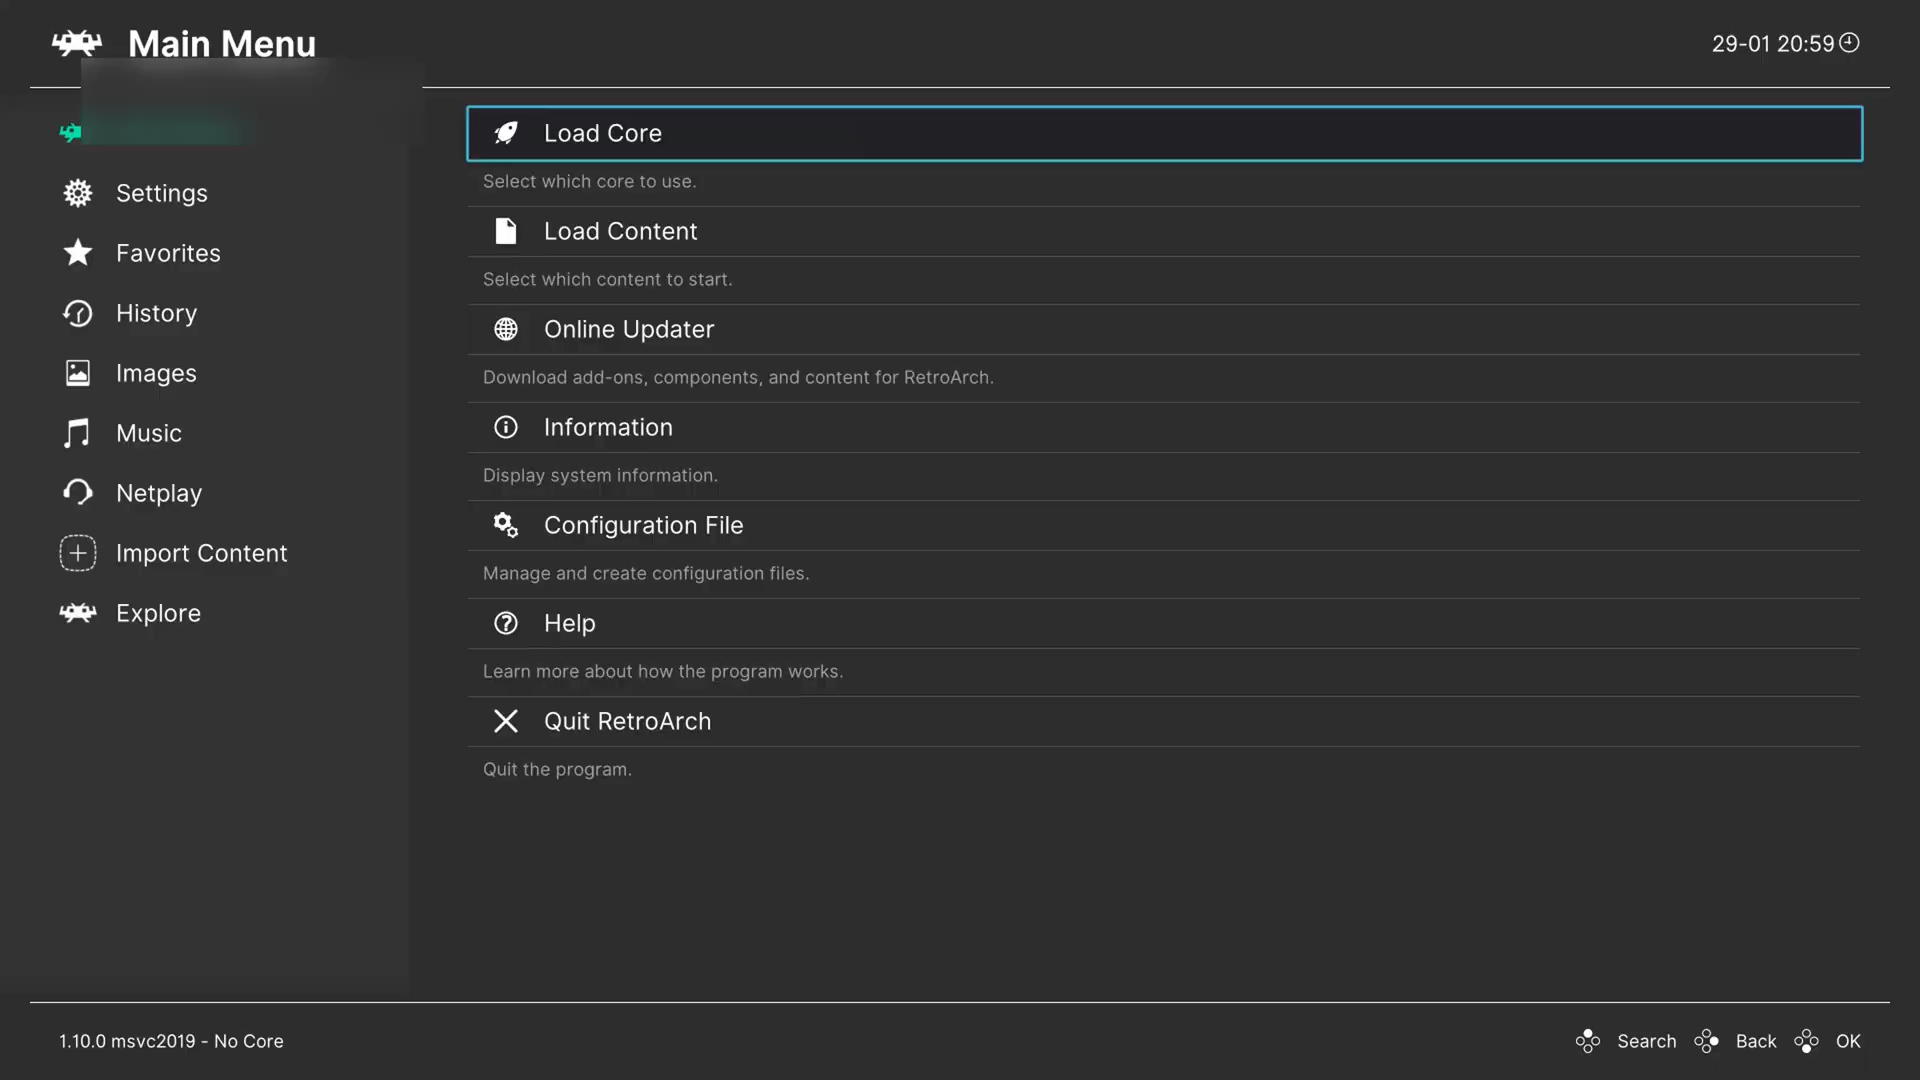 Main Menu
29-01 20:59
Settings
Favorites
History
Images
Music
Netplay
Import Content
Explore
Load Core
Select which core to use.
Load Content
Select which content to start.
Online Updater
Download add-ons, components, and content for RetroArch.
Information
Display system information.
Configuration File
Manage and create configuration files.
Help
Learn more about how the program works.
Quit RetroArch
Quit the program.
1.10.0 msvc2019 - No Core
Search
Back
OK